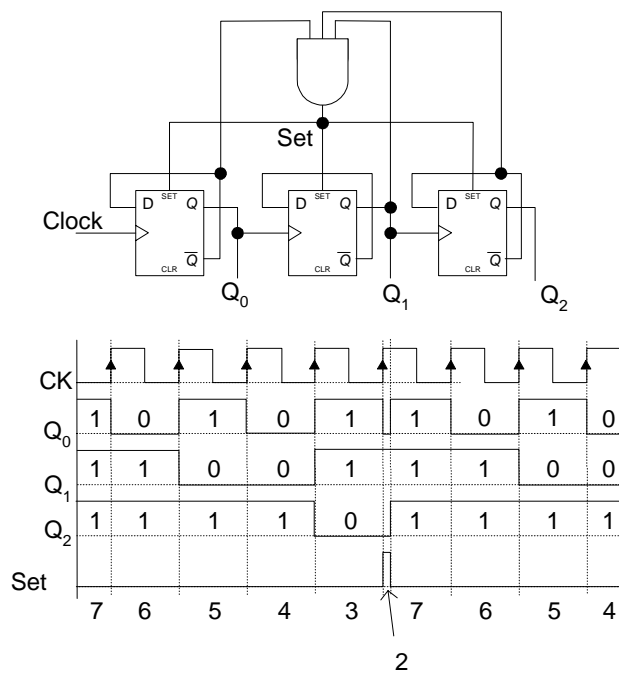 Set
SET SET SET
D Q D Q D Q
Clock
Q̅ Q̅ Q̅
CLR CLR CLR
Q₀ Q₁ Q₂
CK
Q₀ 1 0 1 0 1 1 0 1 0
Q₁ 1 1 0 0 1 1 1 0 0
Q₂ 1 1 1 1 0 1 1 1 1
Set
7 6 5 4 3 7 6 5 4
2